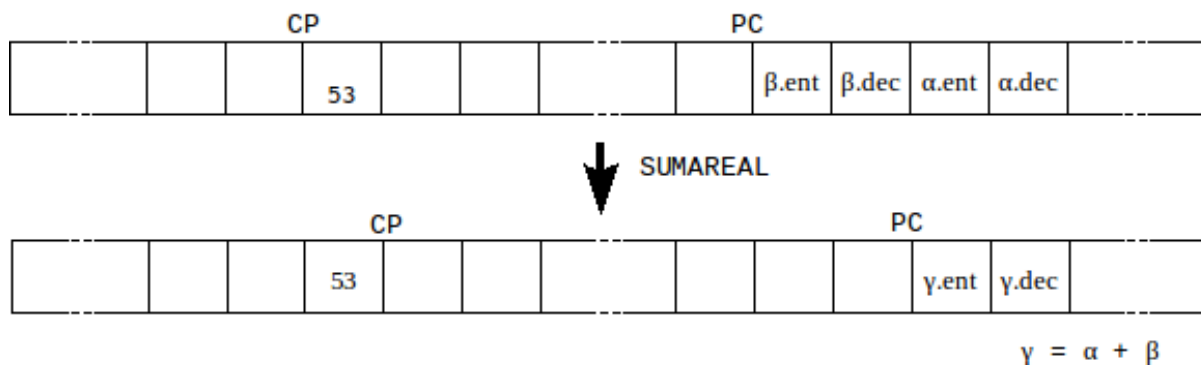 CP PC
53 β.ent β.dec α.ent α.dec
SUMAREAL
CP PC
53 γ.ent γ.dec
γ = α + β